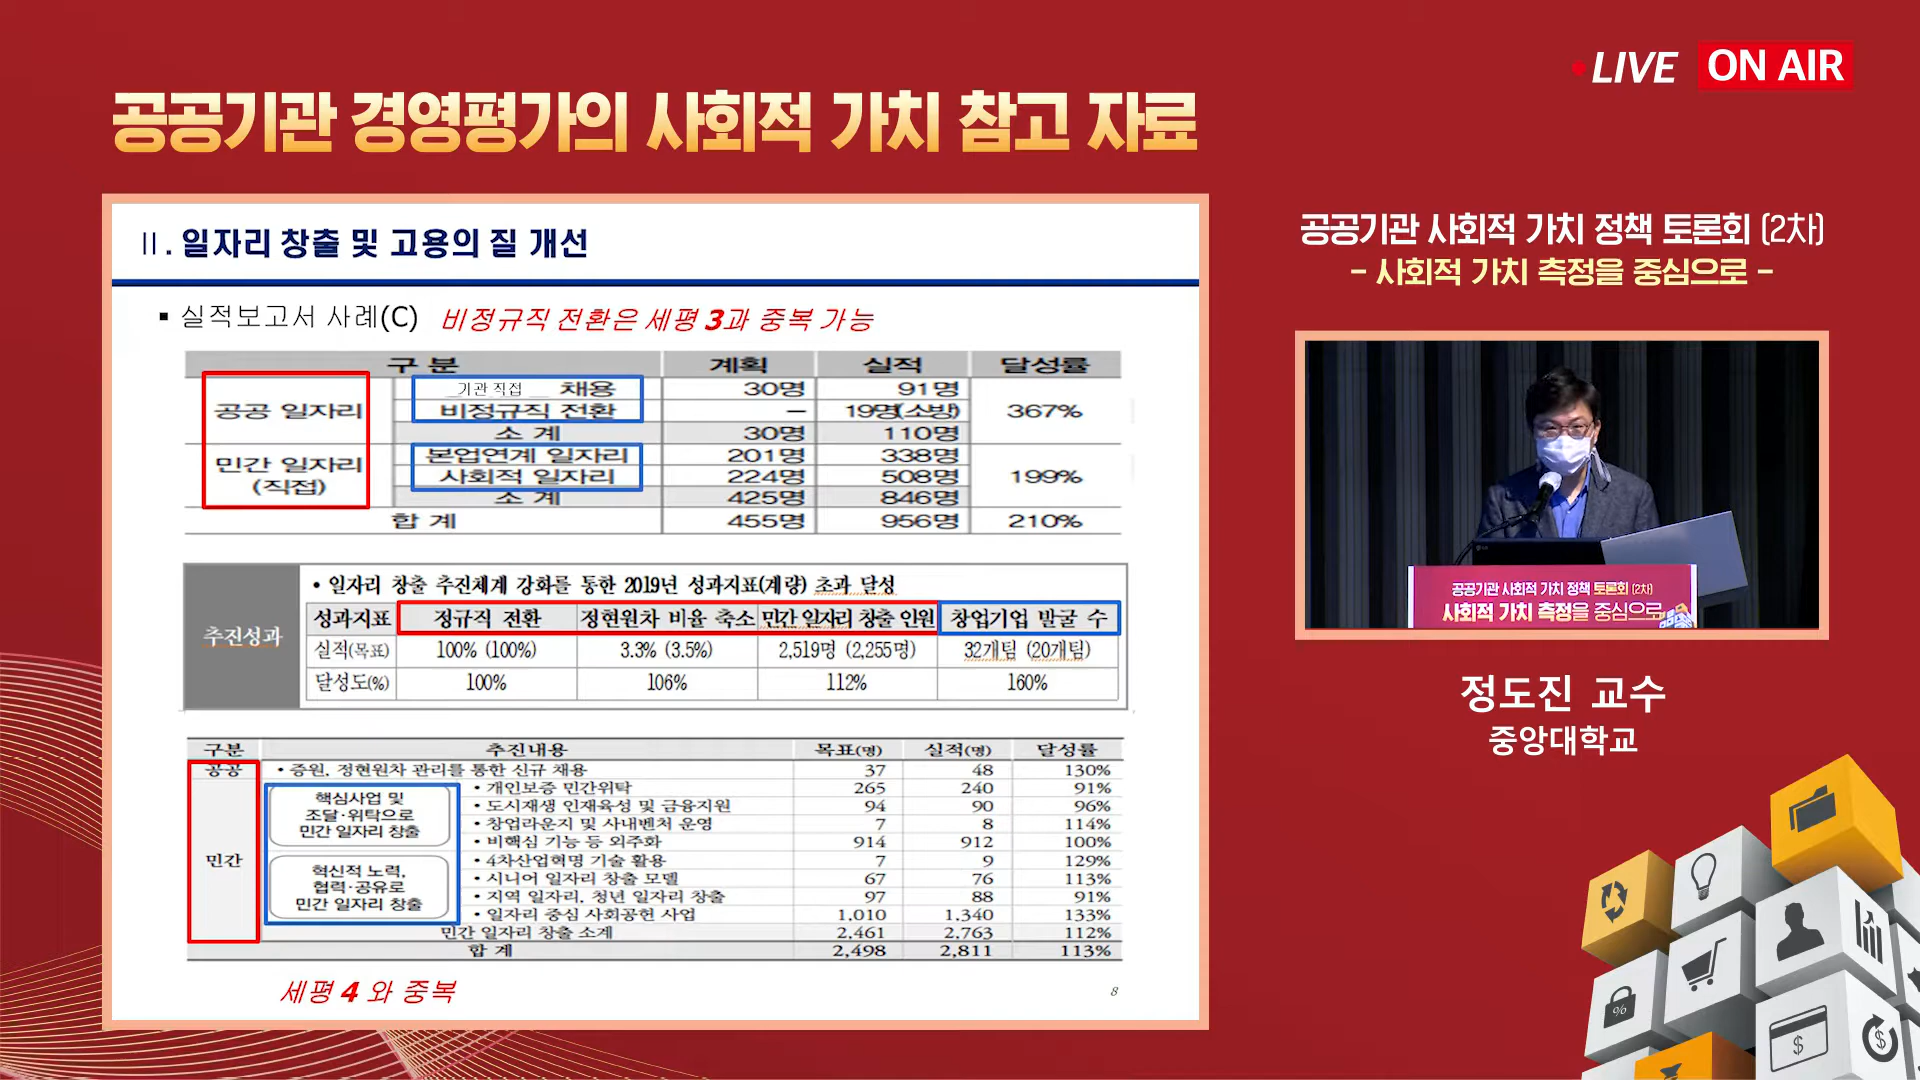 LIVE ON AIR
공공기관 경영평가의 사회적 가치 참고 자료
II. 일자리 창출 및 고용의 질 개선
▪ 실적보고서 사례(C) 비정규직 전환은 세평 3과 중복 가능
구 분 계획 실적 달성률
공공 일자리 기관 직접 채용 30명 91명 367%
비정규직 전환 - 19명(소방)
소 계 30명 110명
민간 일자리 (직접) 본업연계 일자리 201명 338명 199%
사회적 일자리 224명 508명
소 계 425명 846명
합 계 455명 956명 210%
추진성과
• 일자리 창출 추진체계 강화를 통한 2019년 성과지표(계량) 초과 달성
성과지표 정규직 전환 정현원차 비율 축소 민간 일자리 창출 인원 창업기업 발굴 수
실적(목표) 100% (100%) 3.3% (3.5%) 2,519명 (2,255명) 32개팀 (20개팀)
달성도(%) 100% 106% 112% 160%
구분 추진내용 목표(명) 실적(명) 달성률
공공 • 증원, 정현원차 관리를 통한 신규 채용 37 48 130%
민간
핵심사업 및
조달·위탁으로
민간 일자리 창출
• 개인보증 민간위탁 265 240 91%
• 도시재생 인재육성 및 금융지원 94 90 96%
• 창업라운지 및 사내벤처 운영 7 8 114%
• 비핵심 기능 등 외주화 914 912 100%
혁신적 노력,
협력·공유로
민간 일자리 창출
• 4차산업혁명 기술 활용 7 9 129%
• 시니어 일자리 창출 모델 67 76 113%
• 지역 일자리, 청년 일자리 창출 97 88 91%
• 일자리 중심 사회공헌 사업 1,010 1,340 133%
민간 일자리 창출 소계 2,461 2,763 112%
합 계 2,498 2,811 113%
세평 4 와 중복
8
공공기관 사회적 가치 정책 토론회 (2차)
- 사회적 가치 측정을 중심으로 -
공공기관 사회적 가치 정책 토론회 (2차)
사회적 가치 측정을 중심으로
정도진 교수
중앙대학교
%
$
$